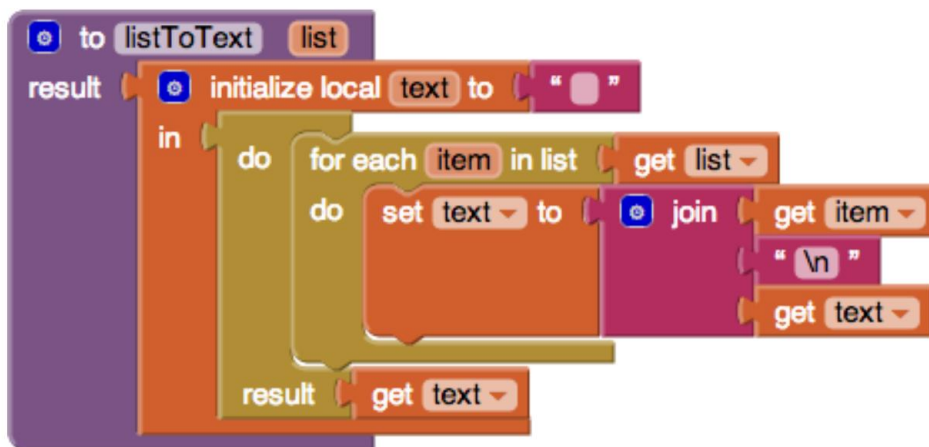 to listToText list
result initialize local text to “ ”
in
do for each item in list get list
do set text to join get item
“ \n ”
get text
result get text